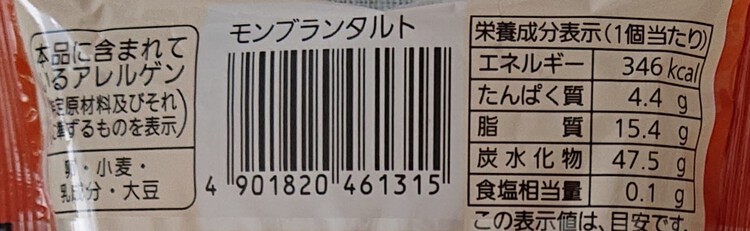 本品に含まれて
いるアレルゲン
(特定原材料及びそれ
に準ずるものを表示)
卵・小麦・
乳成分・大豆
モンブランタルト
4 901820 461315
栄養成分表示(1個当たり)
エネルギー 346 kcal
たんぱく質 4.4 g
脂質 15.4 g
炭水化物 47.5 g
食塩相当量 0.1 g
この表示値は、目安です。